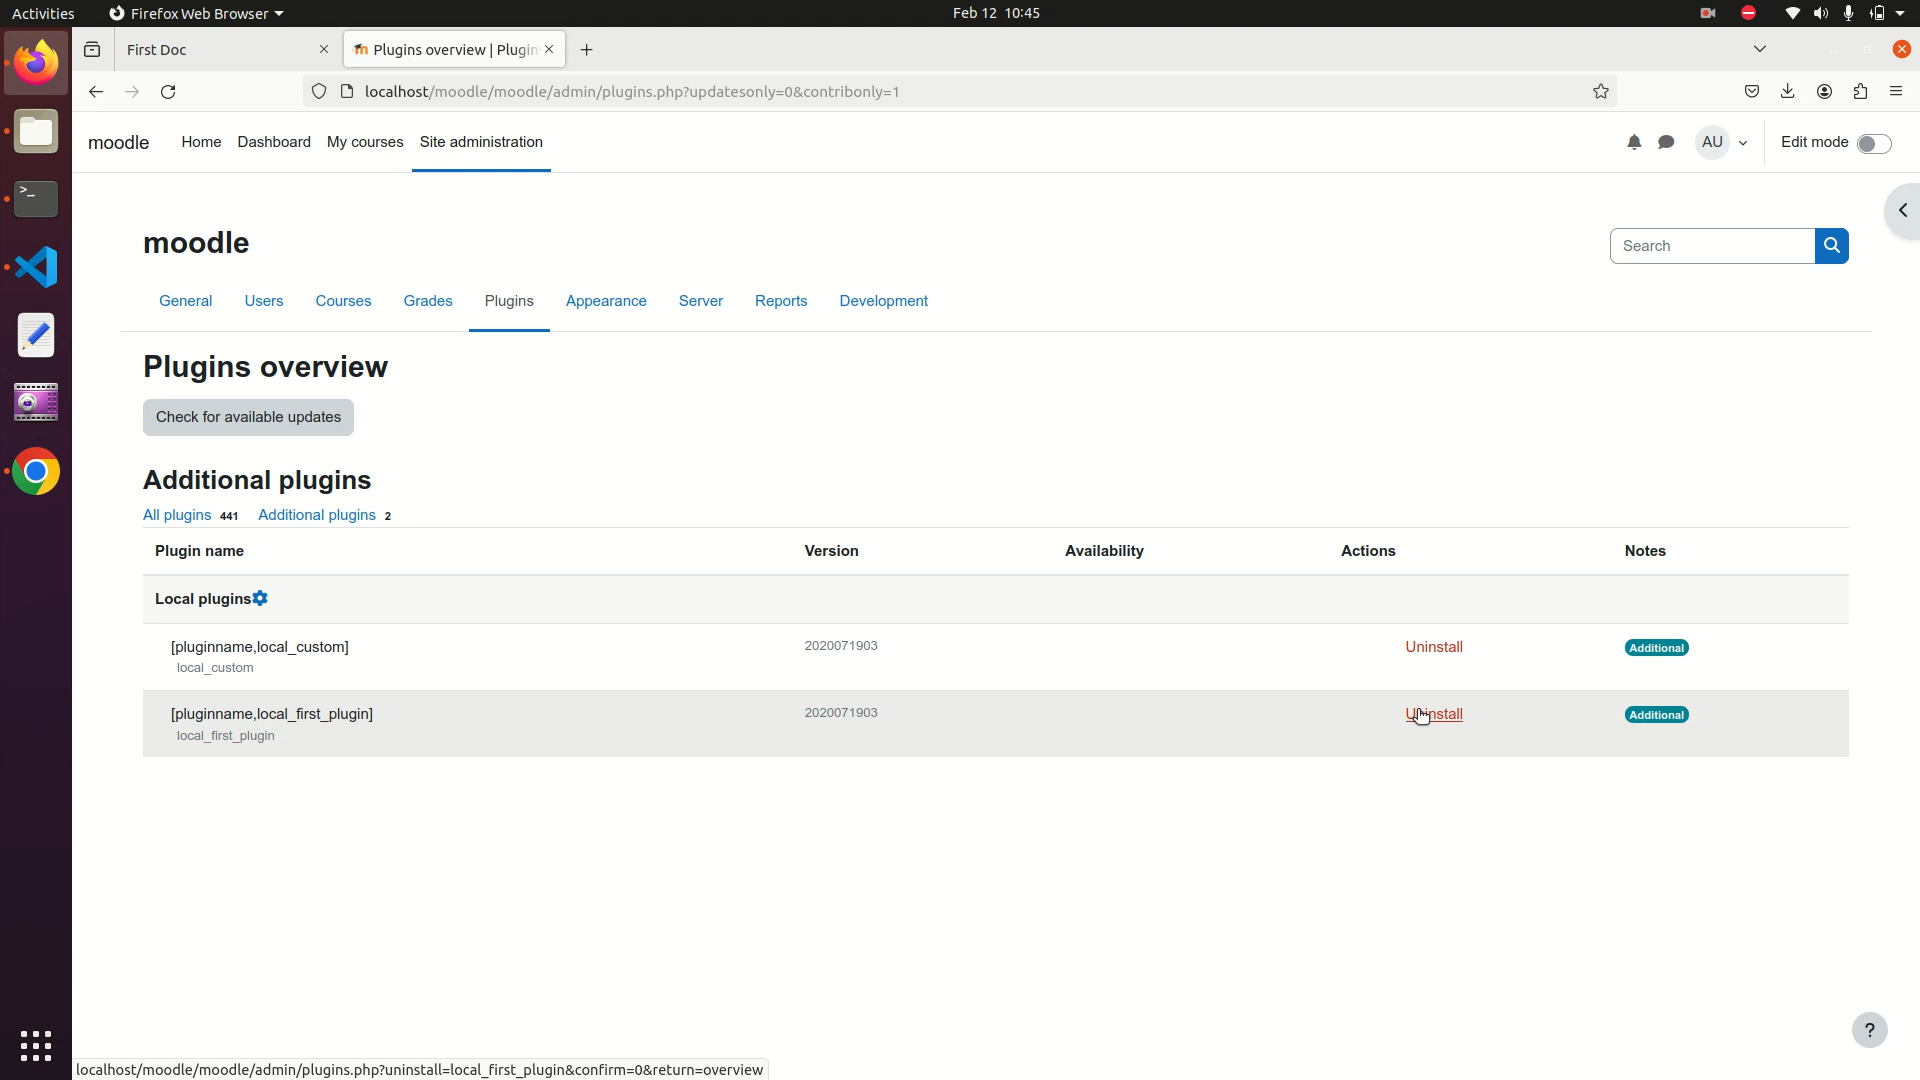 Activities Firefox Web Browser Feb 12 10:45
First Doc Plugins overview | Plugin
localhost/moodle/moodle/admin/plugins.php?updatesonly=0&contribonly=1
moodle Home Dashboard My courses Site administration AU Edit mode
moodle
Search
General Users Courses Grades Plugins Appearance Server Reports Development
Plugins overview
Check for available updates
Additional plugins
All plugins 441 Additional plugins 2
Plugin name Version Availability Actions Notes
Local plugins
[pluginname,local_custom] 2020071903 Uninstall Additional
local_custom
[pluginname,local_first_plugin] 2020071903 Uninstall Additional
local_first_plugin
?
localhost/moodle/moodle/admin/plugins.php?uninstall=local_first_plugin&confirm=0&return=overview